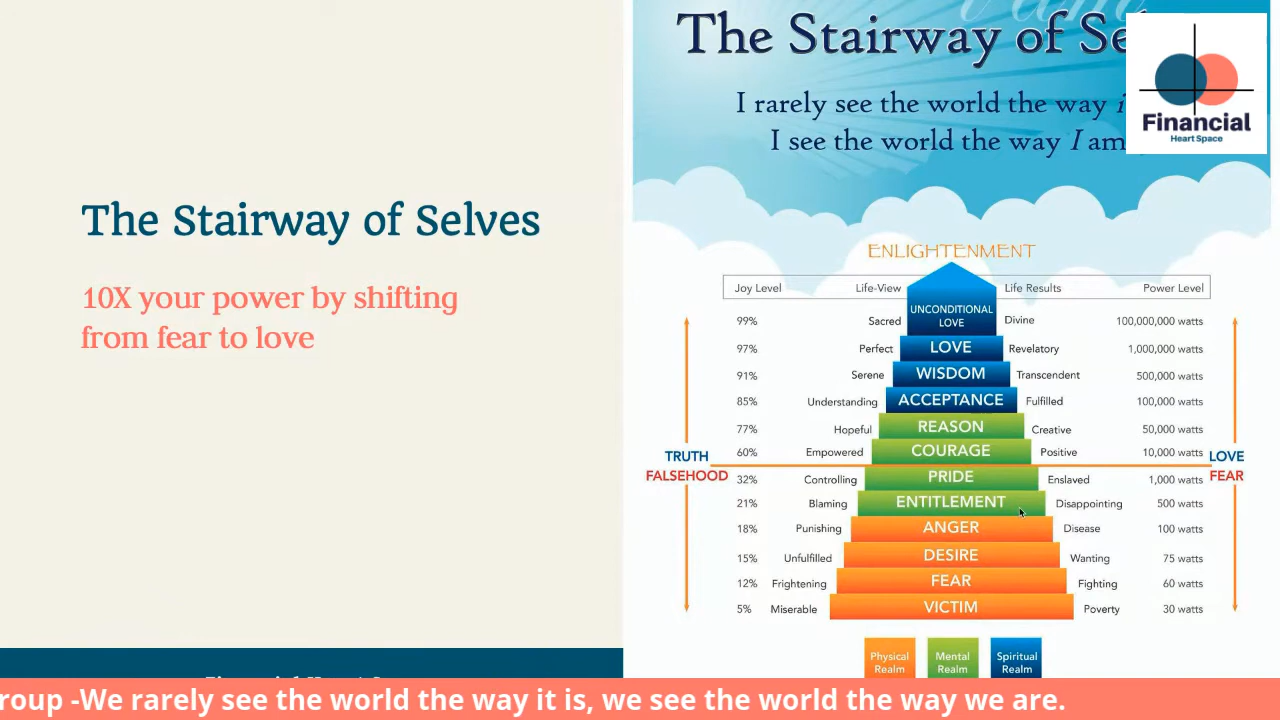 The Stairway of Selves
10X your power by shifting
from fear to love
The Stairway of Se
I rarely see the world the way
I see the world the way I am
Financial
Heart Space
ENLIGHTENMENT
Joy Level Life-View Life Results Power Level
99% Sacred UNCONDITIONAL LOVE Divine 100,000,000 watts
97% Perfect LOVE Revelatory 1,000,000 watts
91% Serene WISDOM Transcendent 500,000 watts
85% Understanding ACCEPTANCE Fulfilled 100,000 watts
77% Hopeful REASON Creative 50,000 watts
60% Empowered COURAGE Positive 10,000 watts
TRUTH LOVE
FALSEHOOD FEAR
32% Controlling PRIDE Enslaved 1,000 watts
21% Blaming ENTITLEMENT Disappointing 500 watts
18% Punishing ANGER Disease 100 watts
15% Unfulfilled DESIRE Wanting 75 watts
12% Frightening FEAR Fighting 60 watts
5% Miserable VICTIM Poverty 30 watts
Physical Realm
Mental Realm
Spiritual Realm
roup -We rarely see the world the way it is, we see the world the way we are.